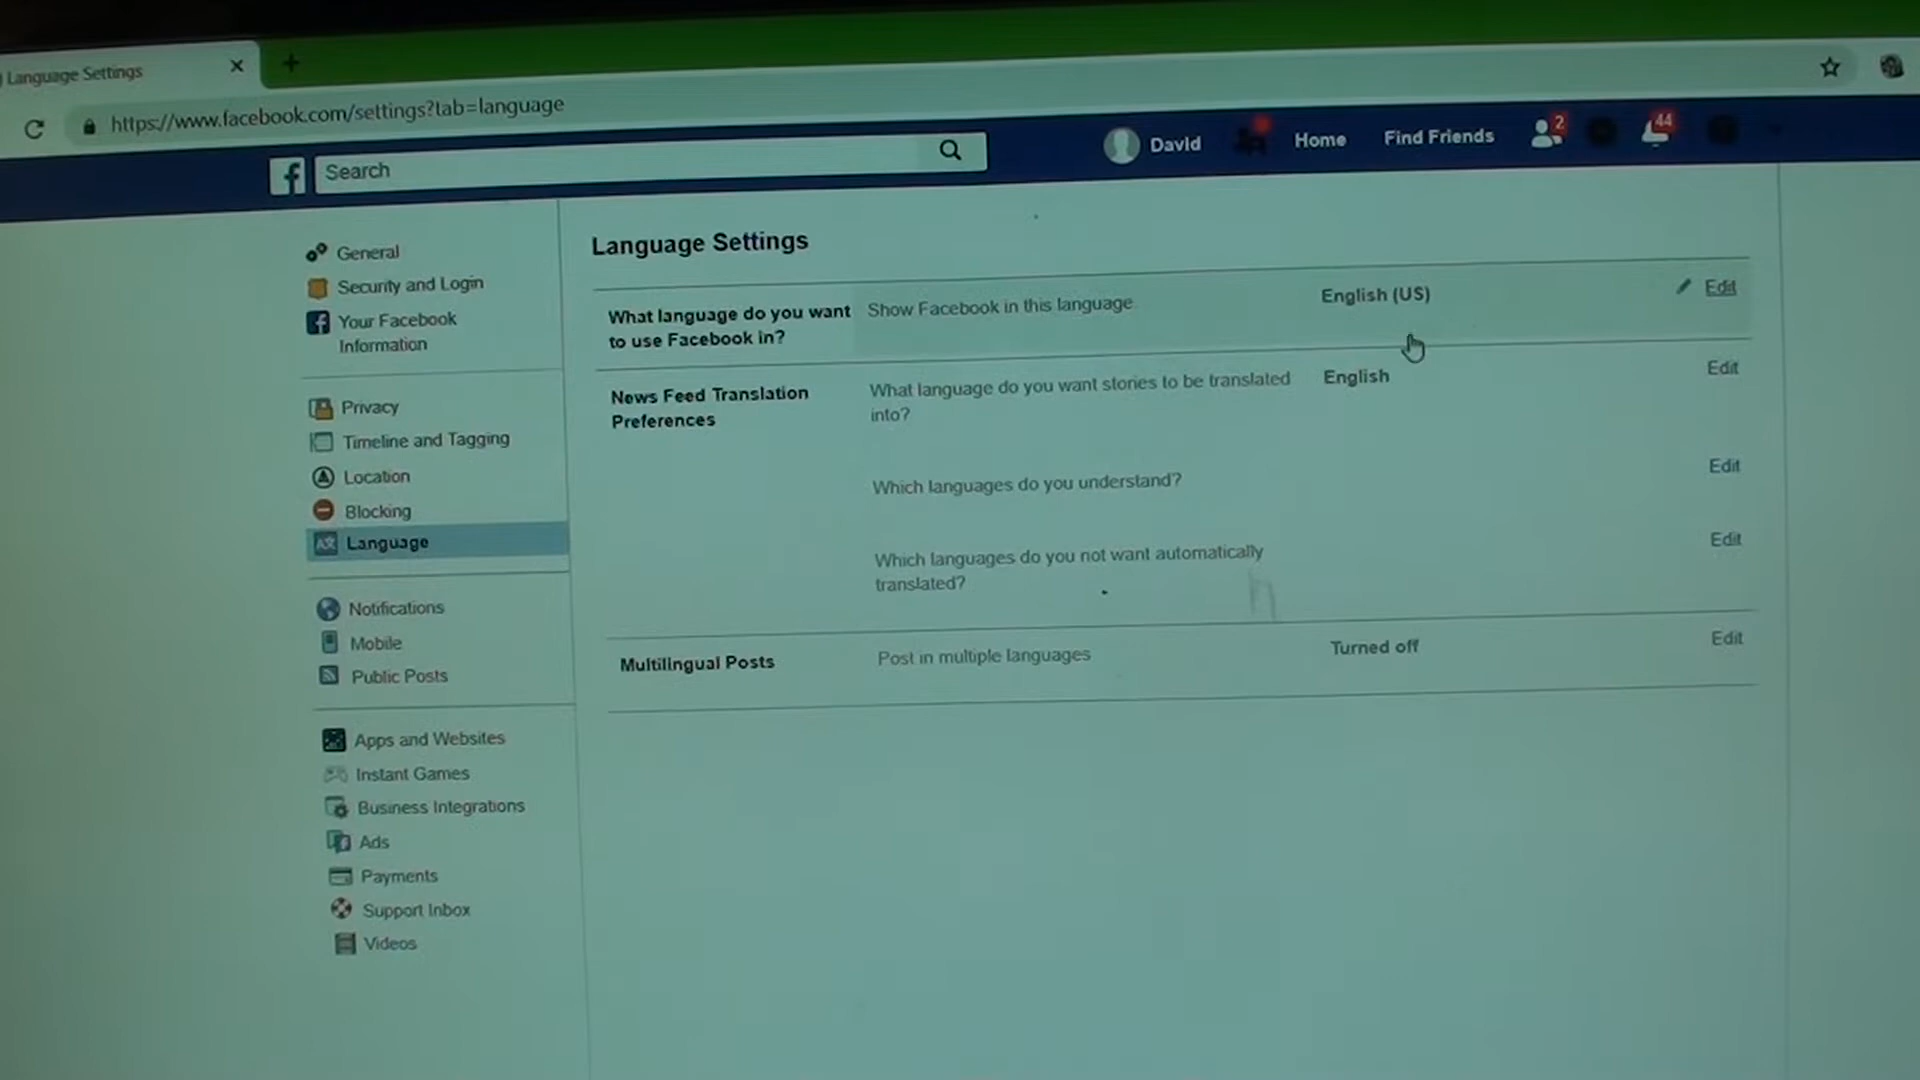 Language Settings
https://www.facebook.com/settings?tab=language
Search
David
Home
Find Friends
2
44
General
Security and Login
Your Facebook
Information
Privacy
Timeline and Tagging
Location
Blocking
Language
Notifications
Mobile
Public Posts
Apps and Websites
Instant Games
Business Integrations
Ads
Payments
Support Inbox
Videos
Language Settings
What language do you want
to use Facebook in?
Show Facebook in this language
English (US)
Edit
News Feed Translation
Preferences
What language do you want stories to be translated
into?
English
Edit
Which languages do you understand?
Edit
Which languages do you not want automatically
translated?
Edit
Multilingual Posts
Post in multiple languages
Turned off
Edit